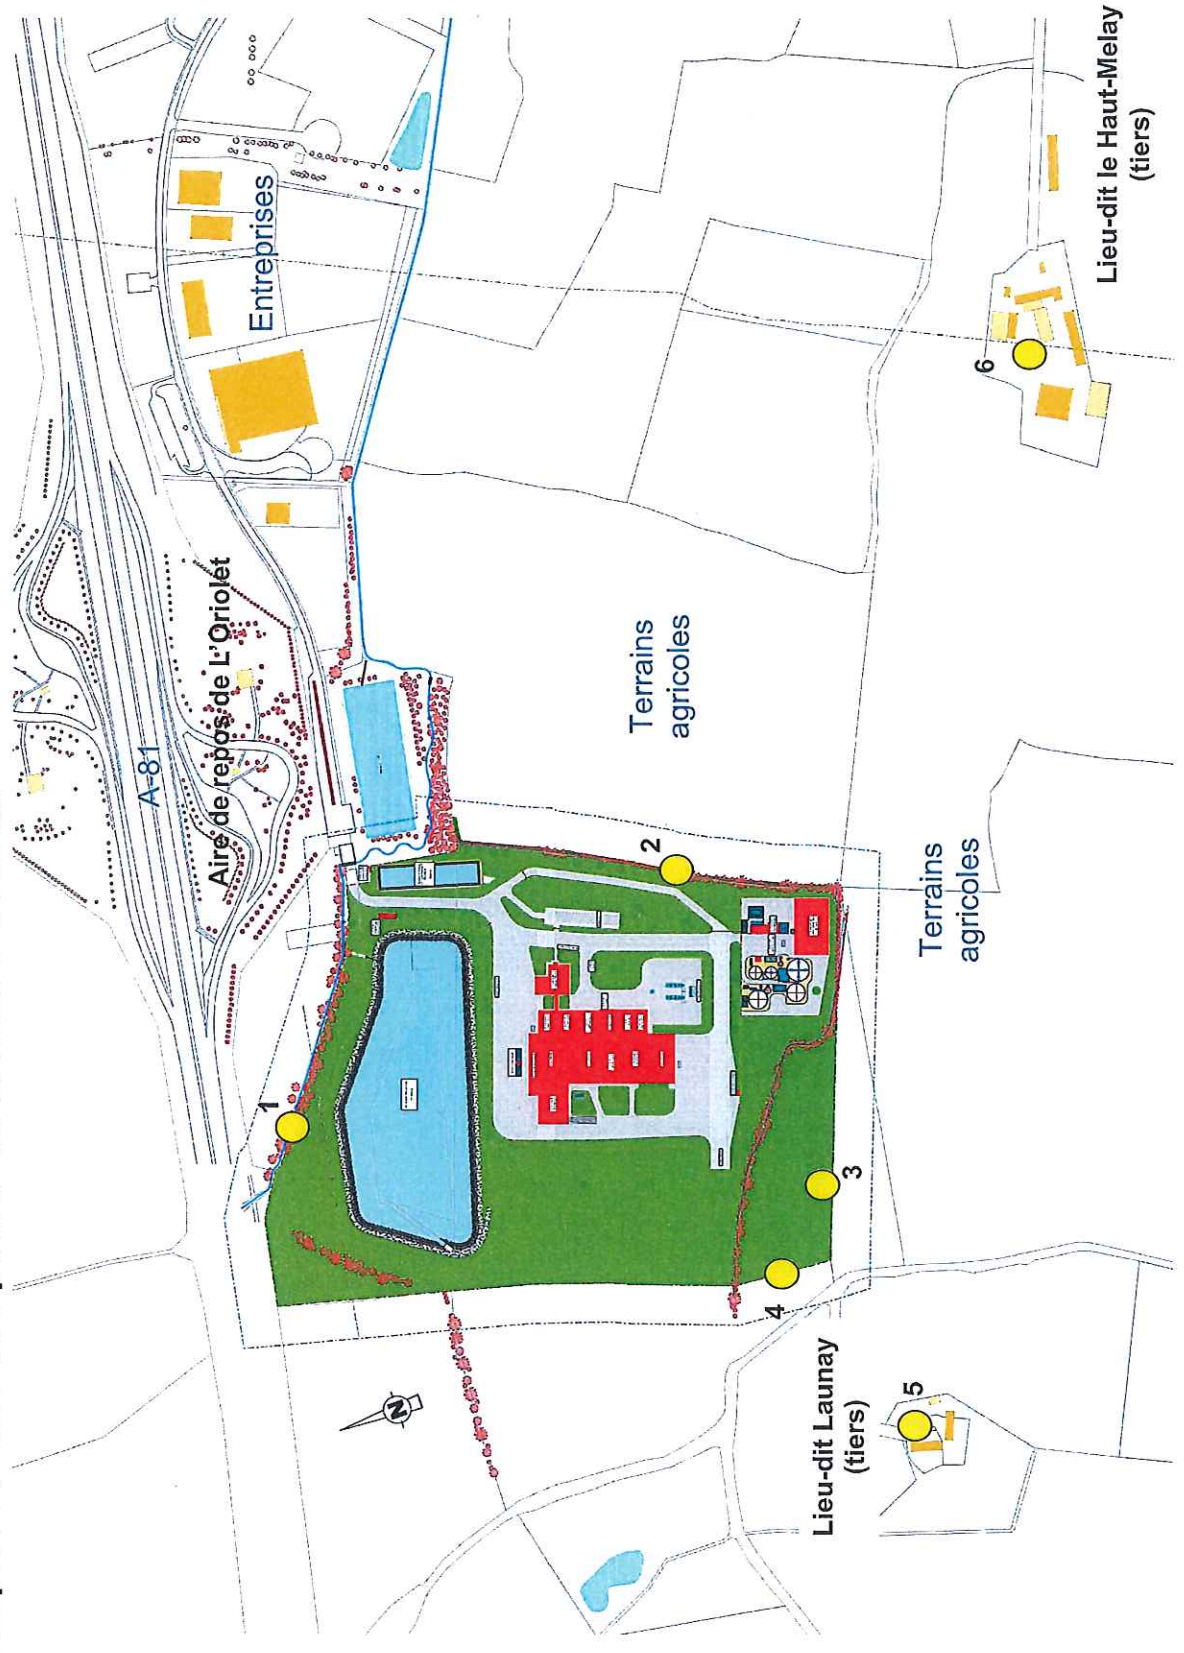 A-81
Aire de repos de L'Oriolet
Entreprises
1
2
Terrains
agricoles
Terrains
agricoles
3
4
N
Lieu-dit Launay
(tiers)
5
6
Lieu-dit le Haut-Melay
(tiers)